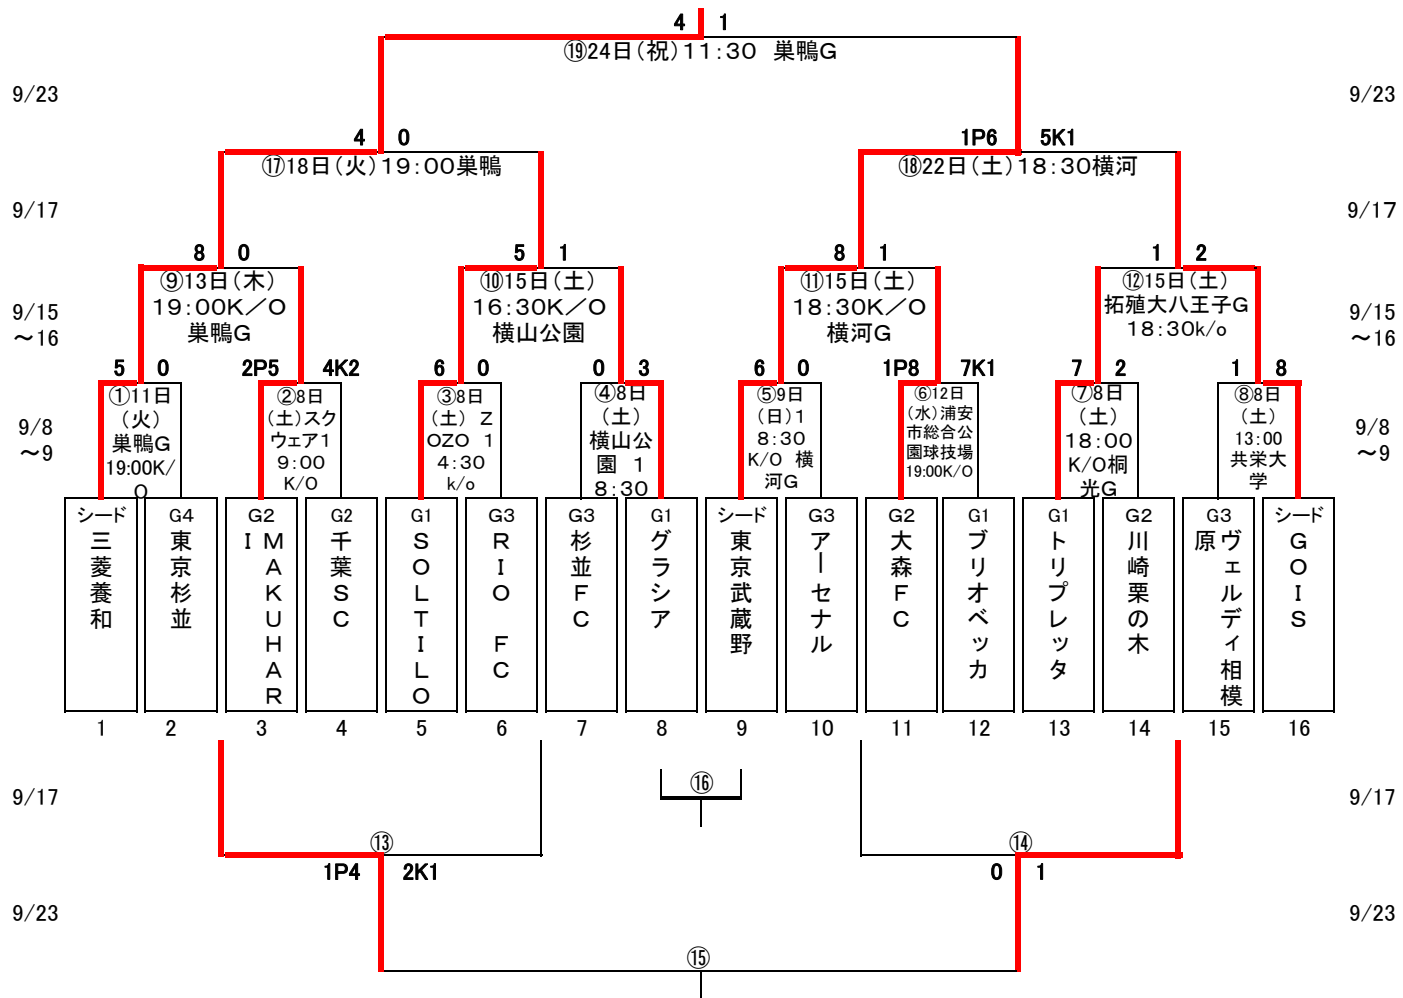 4 1
⑲24日(祝)11:30 巣鴨G
9/23 9/23
4 0 1P6 5K1
⑰18日(火)19:00巣鴨 ⑱22日(土)18:30横河
9/17 9/17
8 0 5 1 8 1 1 2
⑨13日(木)
19:00K/O
巣鴨G
⑩15日(土)
16:30K/O
横山公園
⑪15日(土)
18:30K/O
横河G
⑫15日(土)
拓殖大八王子G
18:30k/o
9/15
~16
9/15
~16
5 0 2P5 4K2 6 0 0 3 6 0 1P8 7K1 7 2 1 8
①11日
(火)
巣鴨G
19:00K/
O
②8日
(土)スク
ウェア1
9:00
K/O
③8日
(土) Z
OZO 1
4:30
k/o
④8日
(土)
横山公
園 1
8:30
⑤9日
(日)1
8:30
K/O 横
河G
⑥12日
(水)浦安
市総合公
園球技場
19:00K/O
⑦8日
(土)
18:00
K/O桐
光G
⑧8日
(土)
13:00
共栄大
学
9/8
~9
9/8
~9
シード
三菱養和
G4
東京杉並
G2
MAKUHAR
I
G2
千葉SC
G1
SOLTILO
G3
RIO FC
G3
杉並FC
G1
グラシア
シード
東京武蔵野
G3
アーセナル
G2
大森FC
G1
ブリオベッカ
G1
トリプレッタ
G2
川崎栗の木
G3
ヴェルディ相模
原
シード
GOIS
1 2 3 4 5 6 7 8 9 10 11 12 13 14 15 16
9/17 ⑯ 9/17
⑬ ⑭
1P4 2K1 0 1
9/23 9/23
⑮